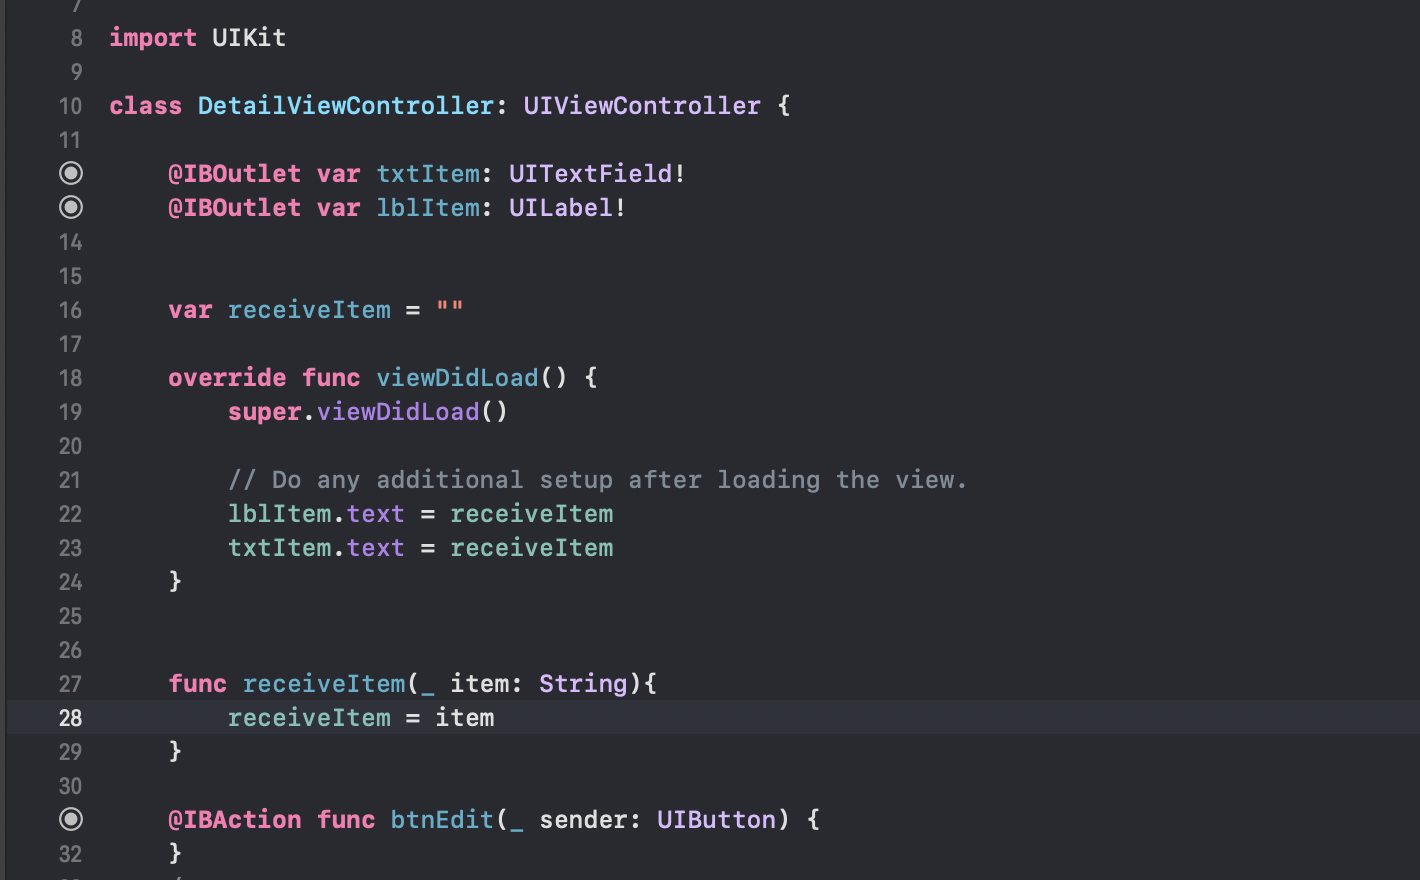 7
8 import UIKit
9
10 class DetailViewController: UIViewController {
11
@IBOutlet var txtItem: UITextField!
@IBOutlet var lblItem: UILabel!
14
15
16 var receiveItem = ""
17
18 override func viewDidLoad() {
19 super.viewDidLoad()
20
21 // Do any additional setup after loading the view.
22 lblItem.text = receiveItem
23 txtItem.text = receiveItem
24 }
25
26
27 func receiveItem(_ item: String){
28 receiveItem = item
29 }
30
@IBAction func btnEdit(_ sender: UIButton) {
32 }